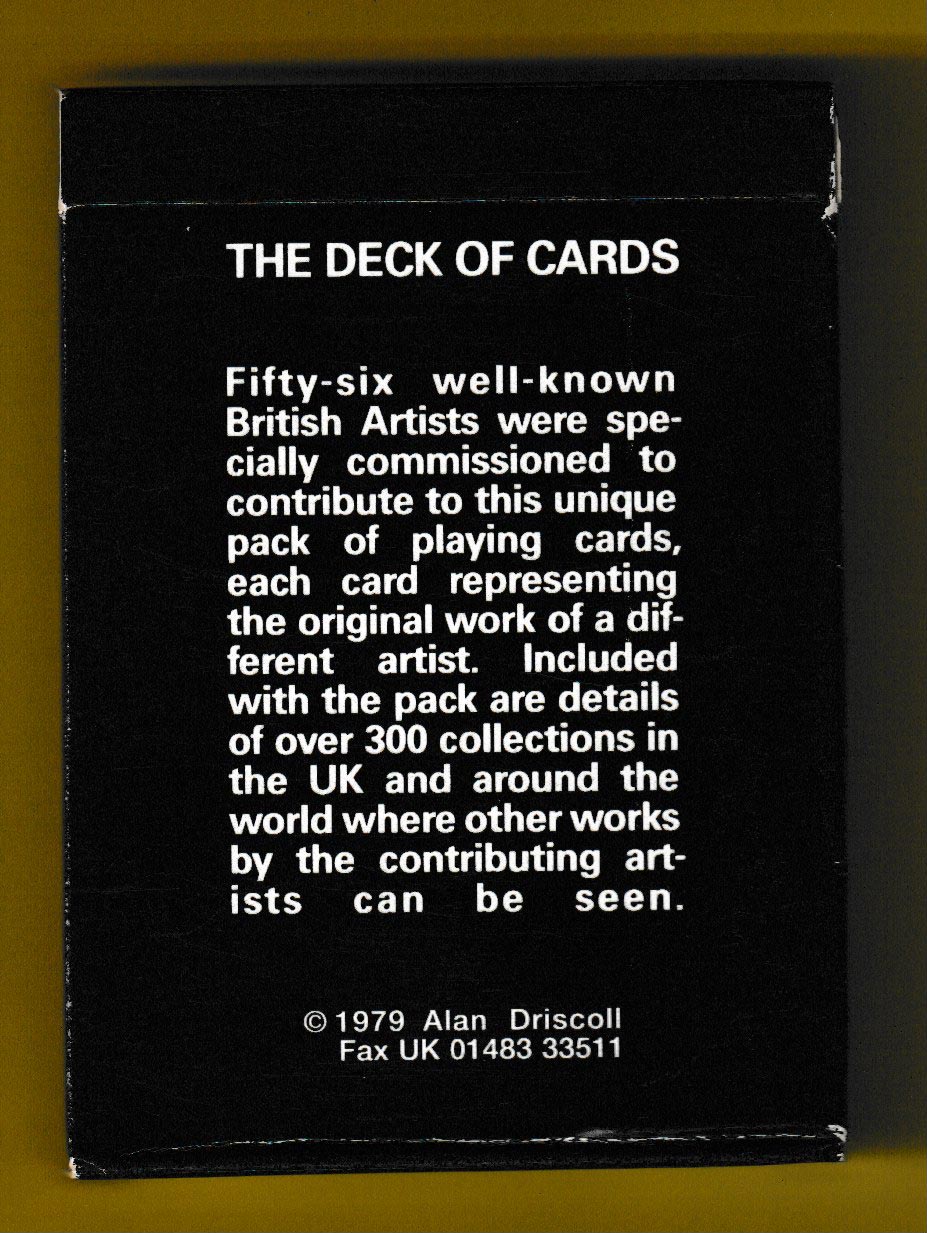 THE DECK OF CARDS
Fifty-six well-known
British Artists were spe-
cially commissioned to
contribute to this unique
pack of playing cards,
each card representing
the original work of a dif-
ferent artist. Included
with the pack are details
of over 300 collections in
the UK and around the
world where other works
by the contributing art-
ists can be seen.
© 1979 Alan Driscoll
Fax UK 01483 33511